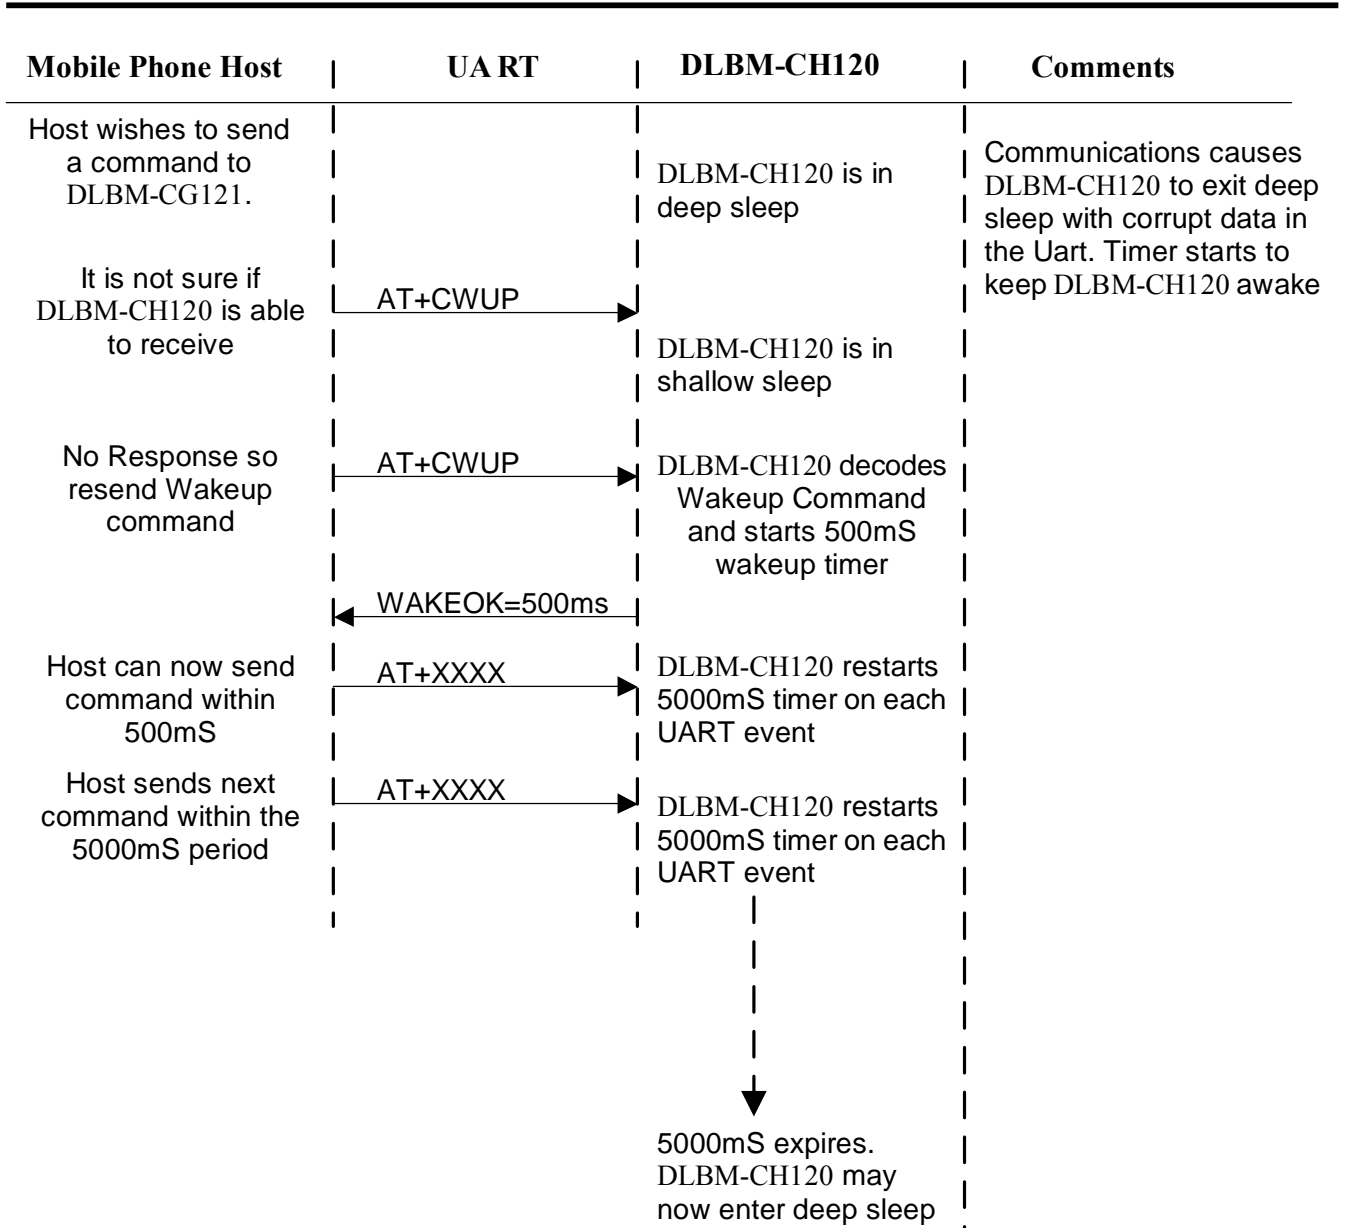 Mobile Phone Host
UART
DLBM-CH120
Comments
Host wishes to send
a command to
DLBM-CG121.
DLBM-CH120 is in
deep sleep
Communications causes
DLBM-CH120 to exit deep
sleep with corrupt data in
the Uart. Timer starts to
keep DLBM-CH120 awake
It is not sure if
DLBM-CH120 is able
to receive
AT+CWUP
DLBM-CH120 is in
shallow sleep
No Response so
resend Wakeup
command
AT+CWUP
DLBM-CH120 decodes
Wakeup Command
and starts 500mS
wakeup timer
WAKEOK=500ms
Host can now send
command within
500mS
AT+XXXX
DLBM-CH120 restarts
5000mS timer on each
UART event
Host sends next
command within the
5000mS period
AT+XXXX
DLBM-CH120 restarts
5000mS timer on each
UART event
5000mS expires.
DLBM-CH120 may
now enter deep sleep